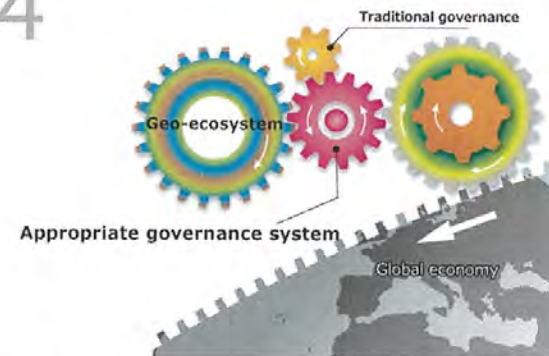 4
Traditional governance
Geo-ecosystem
Appropriate governance system
Global economy